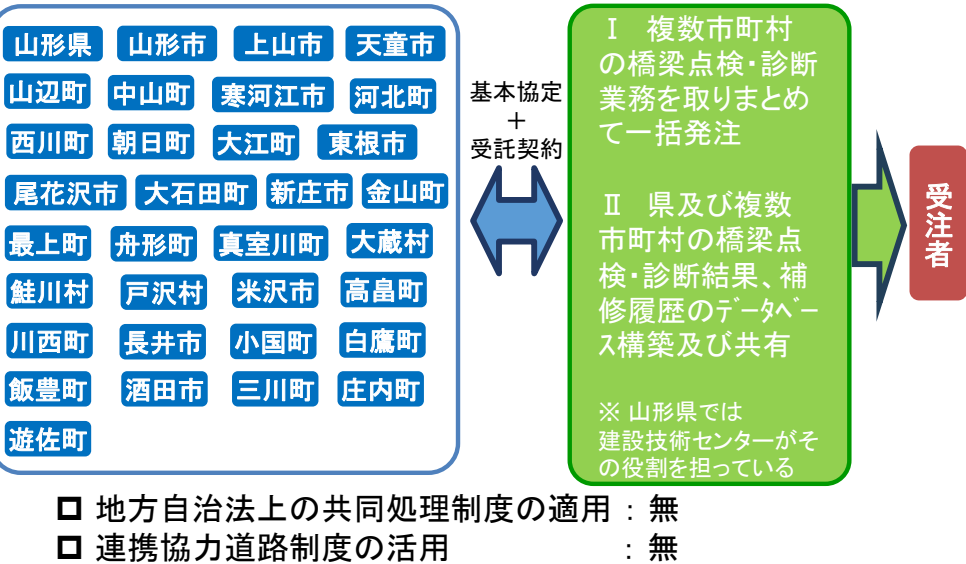 山形県 山形市 上山市 天童市
山辺町 中山町 寒河江市 河北町
西川町 朝日町 大江町 東根市
尾花沢市 大石田町 新庄市 金山町
最上町 舟形町 真室川町 大蔵村
鮭川村 戸沢村 米沢市 高畠町
川西町 長井市 小国町 白鷹町
飯豊町 酒田市 三川町 庄内町
遊佐町
基本協定
+
受託契約
Ⅰ 複数市町村
の橋梁点検・診断
業務を取りまとめ
て一括発注
Ⅱ 県及び複数
市町村の橋梁点
検・診断結果、補
修履歴のデータベー
ス構築及び共有
※ 山形県では
建設技術センターがそ
の役割を担っている
受注者
地方自治法上の共同処理制度の適用 : 無
連携協力道路制度の活用 : 無